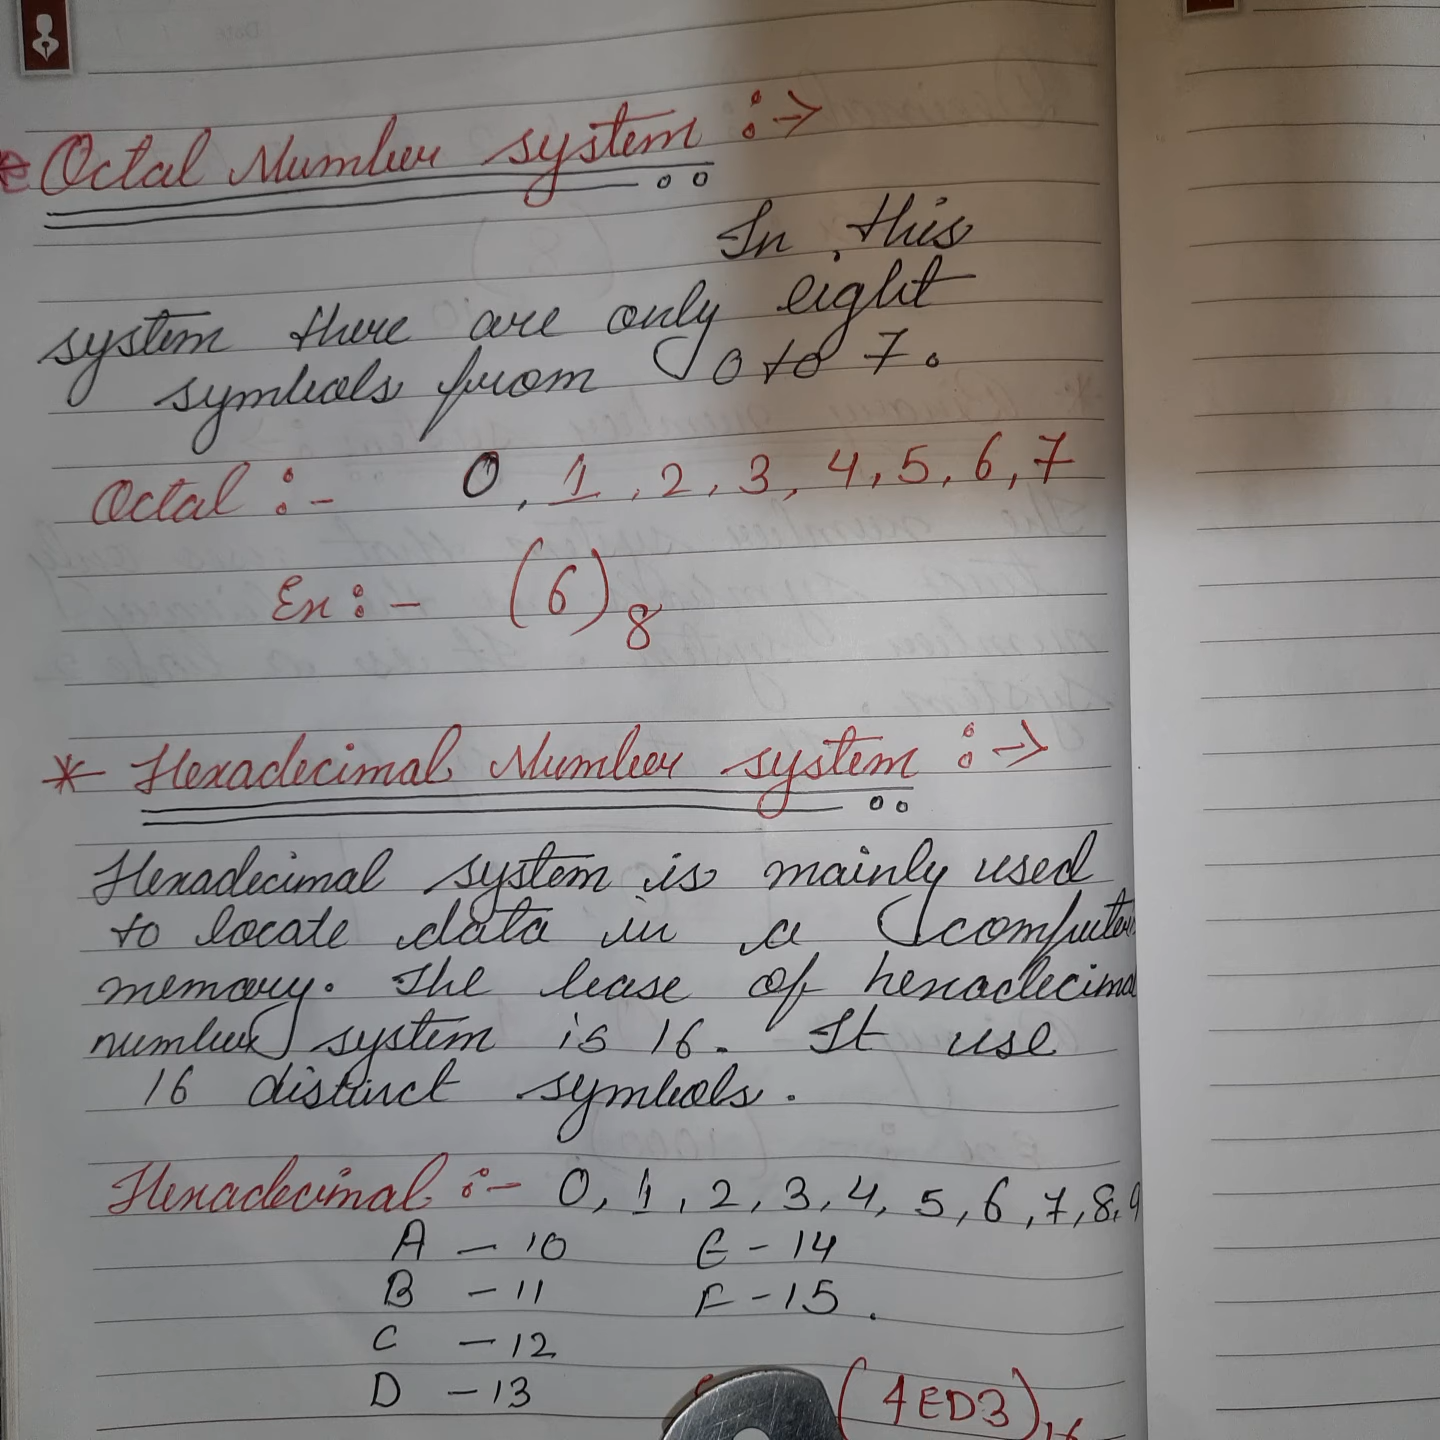 * Octal Number system :->
In this
system there are only eight
symbols from 0 to 7.
Octal :- 0, 1, 2, 3, 4, 5, 6, 7
Ex :- (6)8
* Hexadecimal Number system :->
Hexadecimal system is mainly used
to locate data in a computer
memory. The base of hexadecimal
number system is 16. It use
16 distinct symbols.
Hexadecimal :- 0, 1, 2, 3, 4, 5, 6, 7, 8, 9
A - 10 E - 14
B - 11 F - 15.
C - 12
D - 13
(4ED3)16